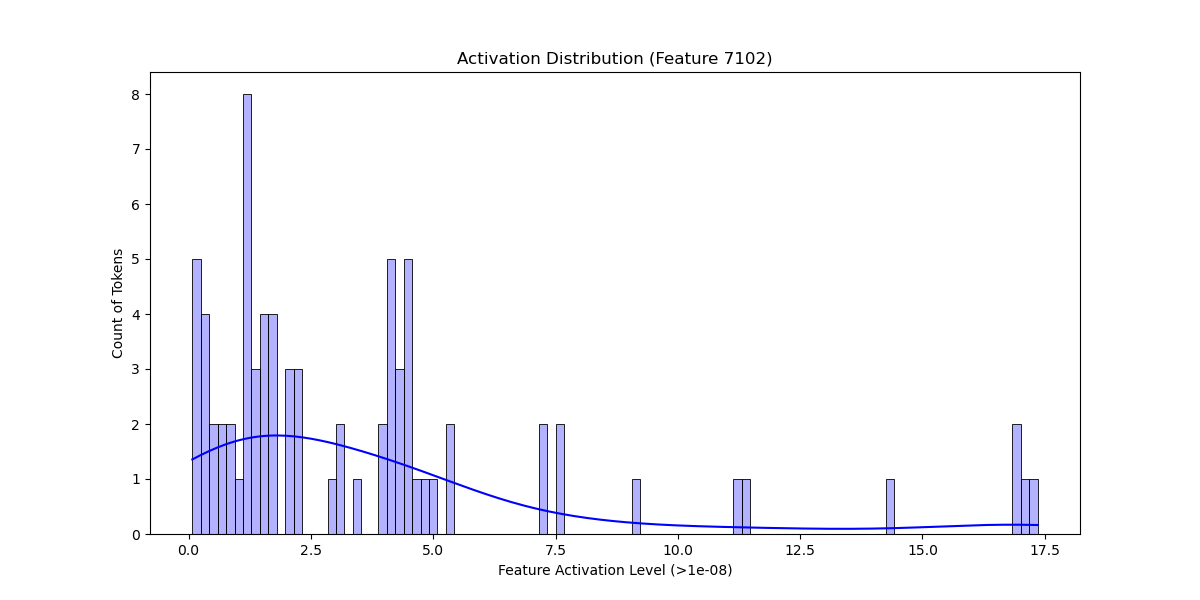 Activation Distribution (Feature 7102)
8
7
6
5
4
3
2
1
0
Count of Tokens
0.0 2.5 5.0 7.5 10.0 12.5 15.0 17.5
Feature Activation Level (>1e-08)